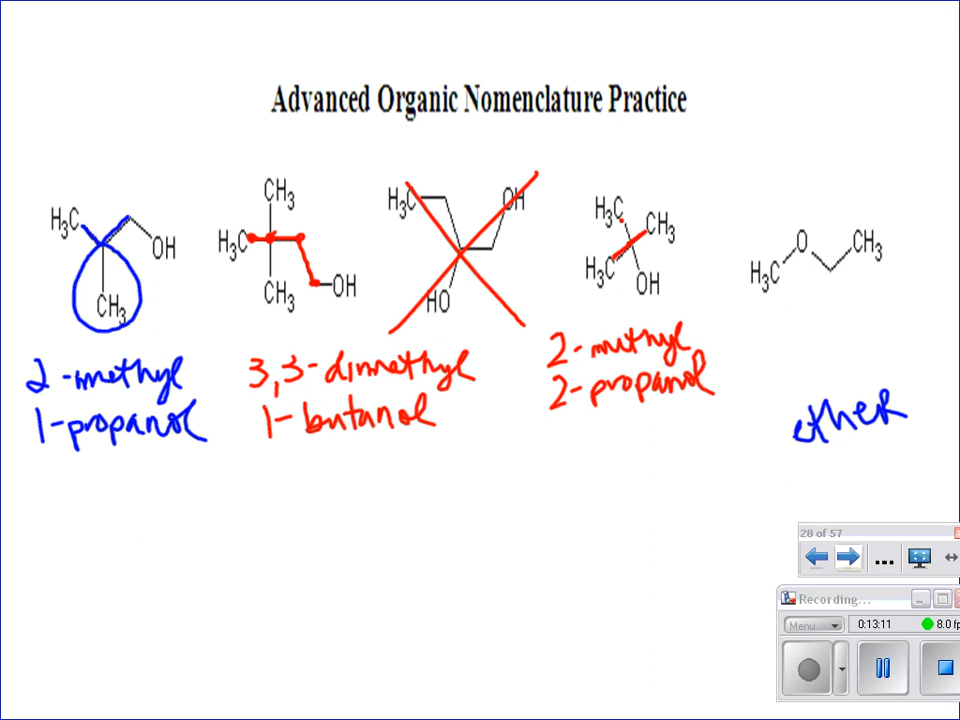 Advanced Organic Nomenclature Practice
H3C
OH
CH3
CH3
H3C
OH
CH3
H3C
OH
HO
H3C
CH3
H3C
OH
O
H3C
CH3
2-methyl
1-propanol
3,3-dimethyl
1-butanol
2-methyl
2-propanol
ether
28 of 57
...
Recording...
Menu
0:13:11
8.0 fp